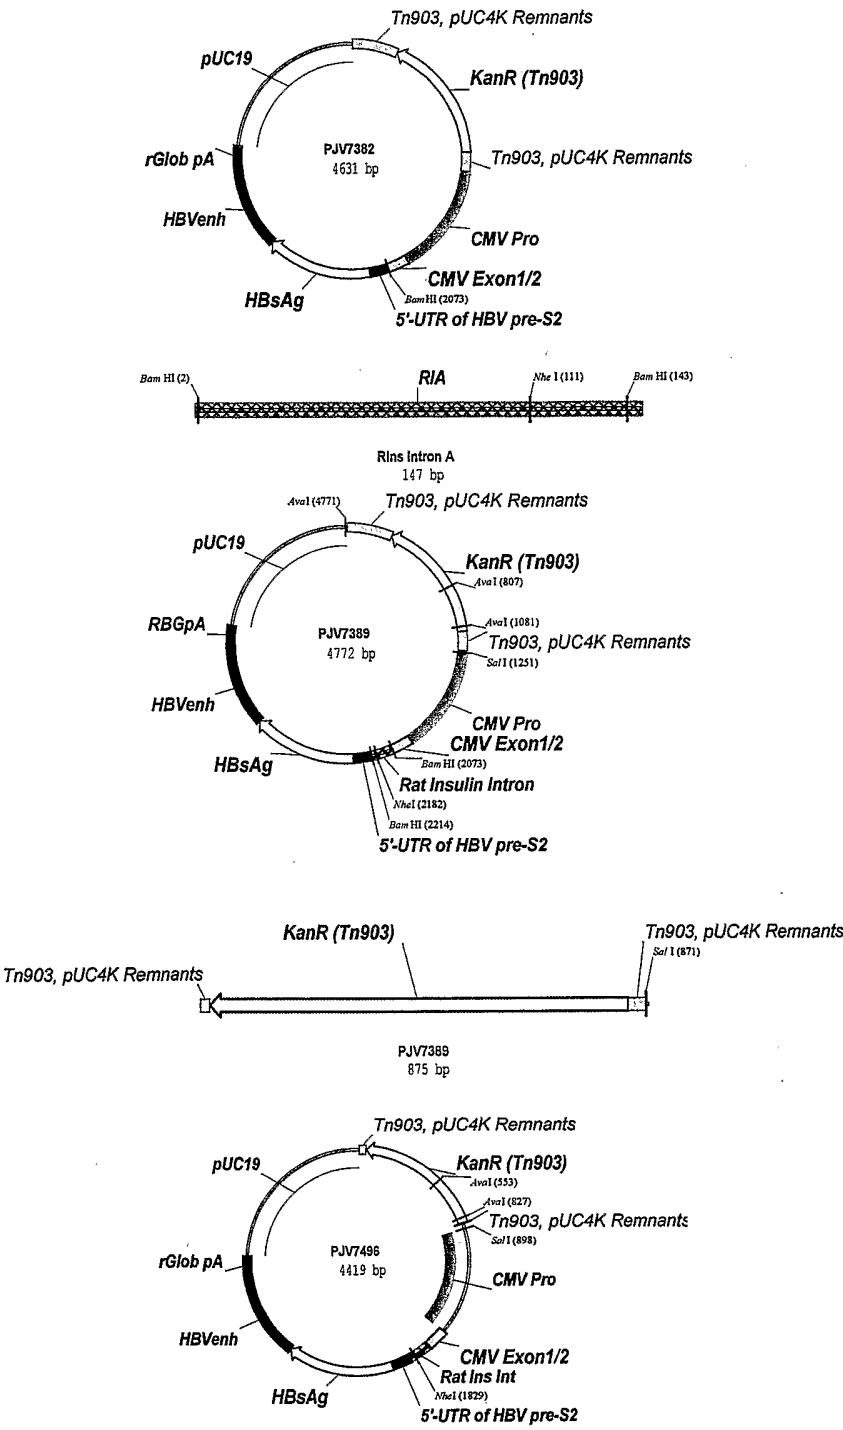 Tn903, pUC4K Remnants
pUC19
KanR (Tn903)
PJV7382
4631 bp
rGlob pA
Tn903, pUC4K Remnants
HBVenh
CMV Pro
CMV Exon1/2
HBsAg
BamHI (2073)
5'-UTR of HBV pre-S2
Bam HI (2)
RIA
Nhe I (111)
Bam HI (143)
RIns Intron A
147 bp
AvaI (4771)
Tn903, pUC4K Remnants
pUC19
KanR (Tn903)
AvaI (807)
RBGpA
AvaI (1081)
PJV7389
4772 bp
Tn903, pUC4K Remnants
SalI (1251)
HBVenh
CMV Pro
CMV Exon1/2
HBsAg
BamHI (2073)
Rat Insulin Intron
NheI (2182)
BamHI (2214)
5'-UTR of HBV pre-S2
KanR (Tn903)
Tn903, pUC4K Remnants
Sal I (871)
Tn903, pUC4K Remnants
PJV7389
875 bp
Tn903, pUC4K Remnants
pUC19
KanR (Tn903)
AvaI (553)
AvaI (827)
Tn903, pUC4K Remnants
SalI (898)
rGlob pA
PJV7496
4419 bp
CMV Pro
HBVenh
CMV Exon1/2
Rat Ins Int
HBsAg
NheI (1829)
5'-UTR of HBV pre-S2